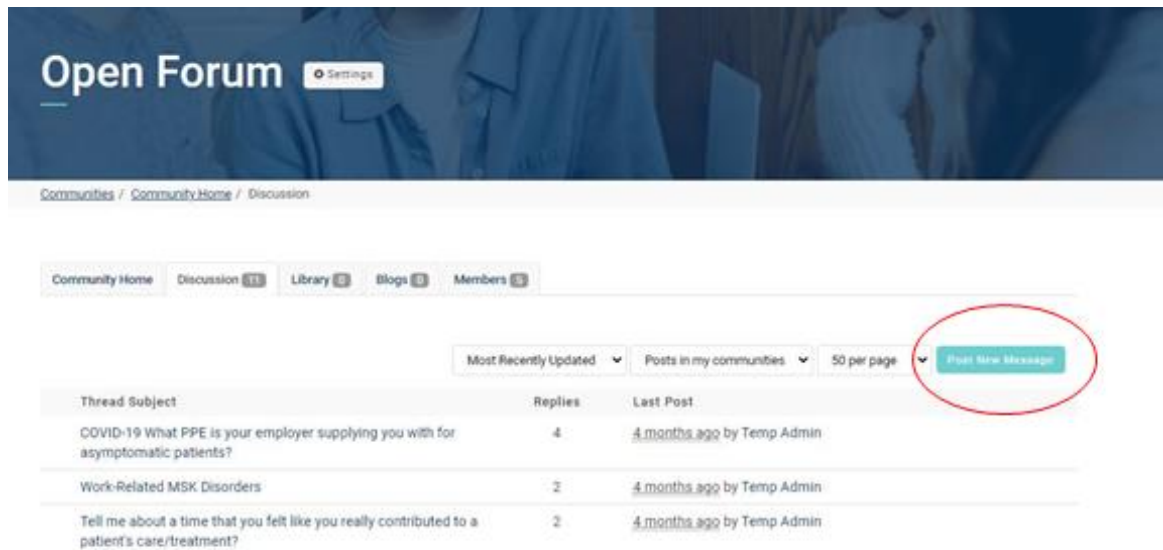 Open Forum Settings
Communities / Community Home / Discussion
Community Home Discussion 11 Library 0 Blogs 0 Members 5
Most Recently Updated Posts in my communities 50 per page Post New Message
Thread Subject Replies Last Post
COVID-19 What PPE is your employer supplying you with for 4 4 months ago by Temp Admin
asymptomatic patients?
Work-Related MSK Disorders 2 4 months ago by Temp Admin
Tell me about a time that you felt like you really contributed to a 2 4 months ago by Temp Admin
patient's care/treatment?